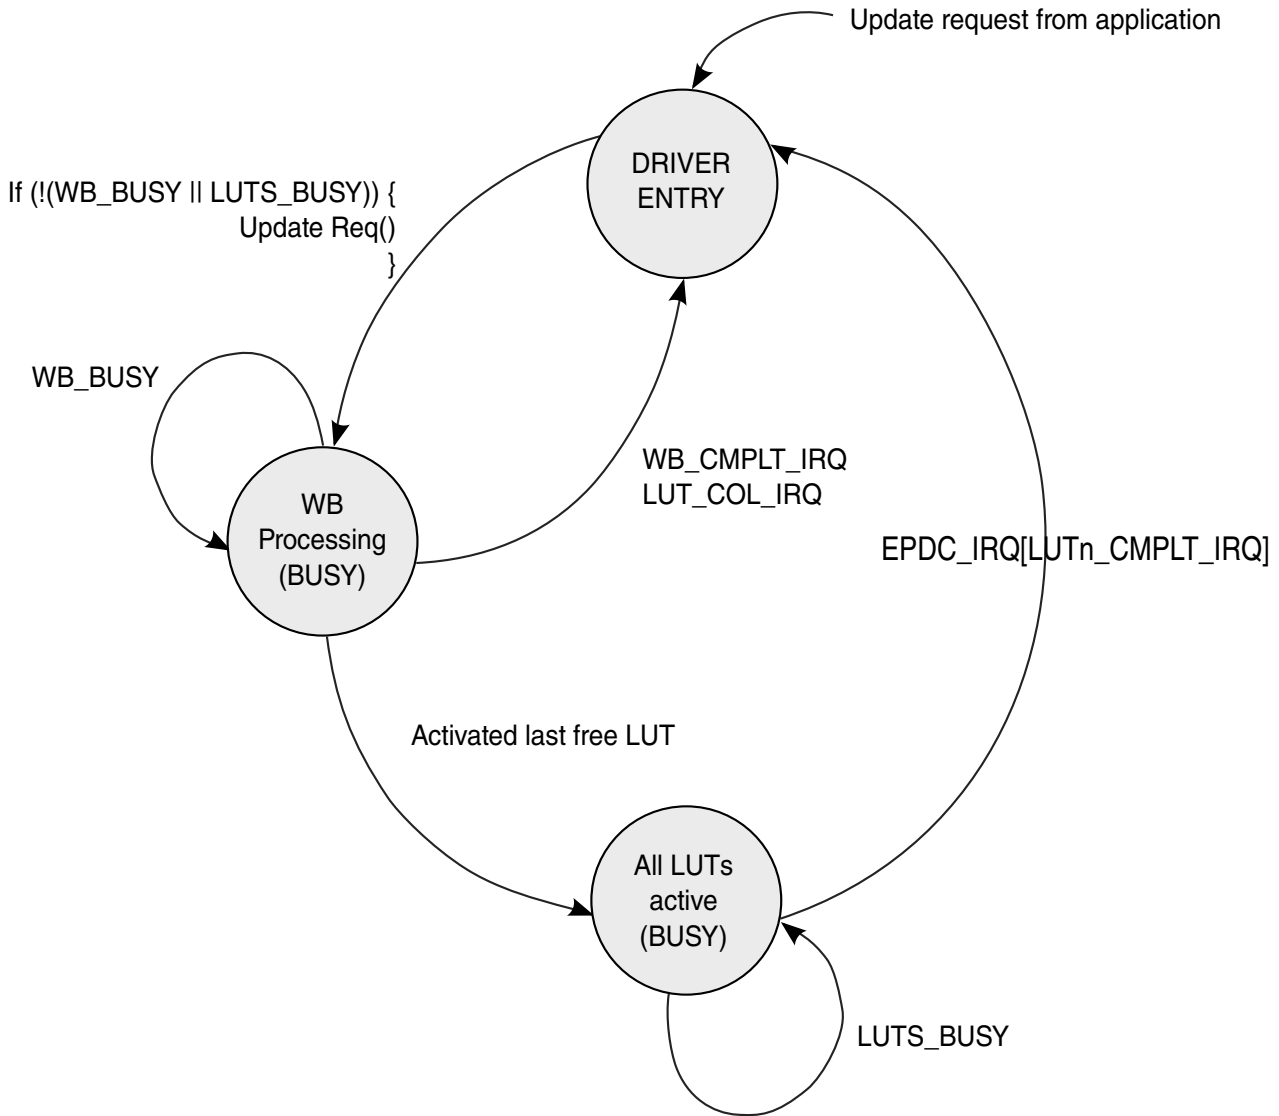 Update request from application
DRIVER
ENTRY
If (!(WB_BUSY || LUTS_BUSY)) {
Update Req()
}
WB_BUSY
WB_CMPLT_IRQ
LUT_COL_IRQ
WB
Processing
(BUSY)
EPDC_IRQ[LUTn_CMPLT_IRQ]
Activated last free LUT
All LUTs
active
(BUSY)
LUTS_BUSY